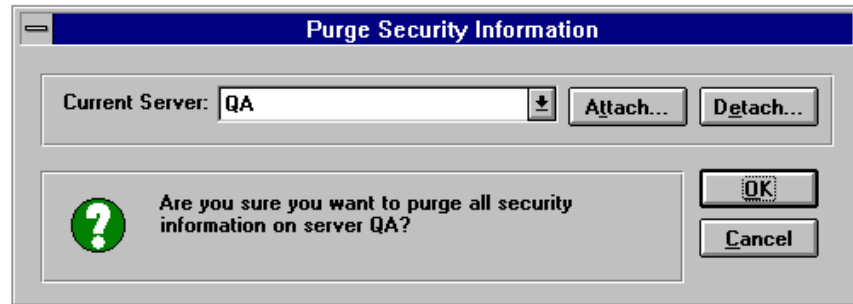 Purge Security Information
Current Server: QA Attach... Detach...
Are you sure you want to purge all security
information on server QA?
OK
Cancel